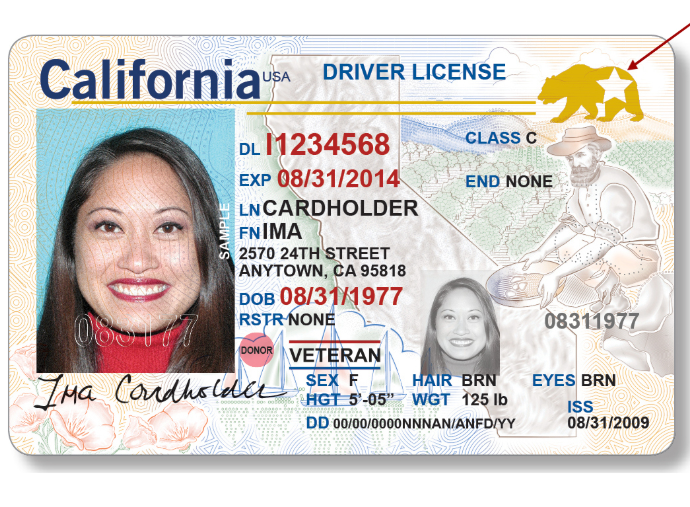 California USA DRIVER LICENSE
DL I1234568 CLASS C
EXP 08/31/2014 END NONE
LN CARDHOLDER
FN IMA
2570 24TH STREET
ANYTOWN, CA 95818
DOB 08/31/1977
RSTR NONE 08311977
SAMPLE
083177
DONOR VETERAN
Ima Cardholder
SEX F HAIR BRN EYES BRN
HGT 5'-05" WGT 125 lb ISS
DD 00/00/0000NNNAN/ANFD/YY 08/31/2009